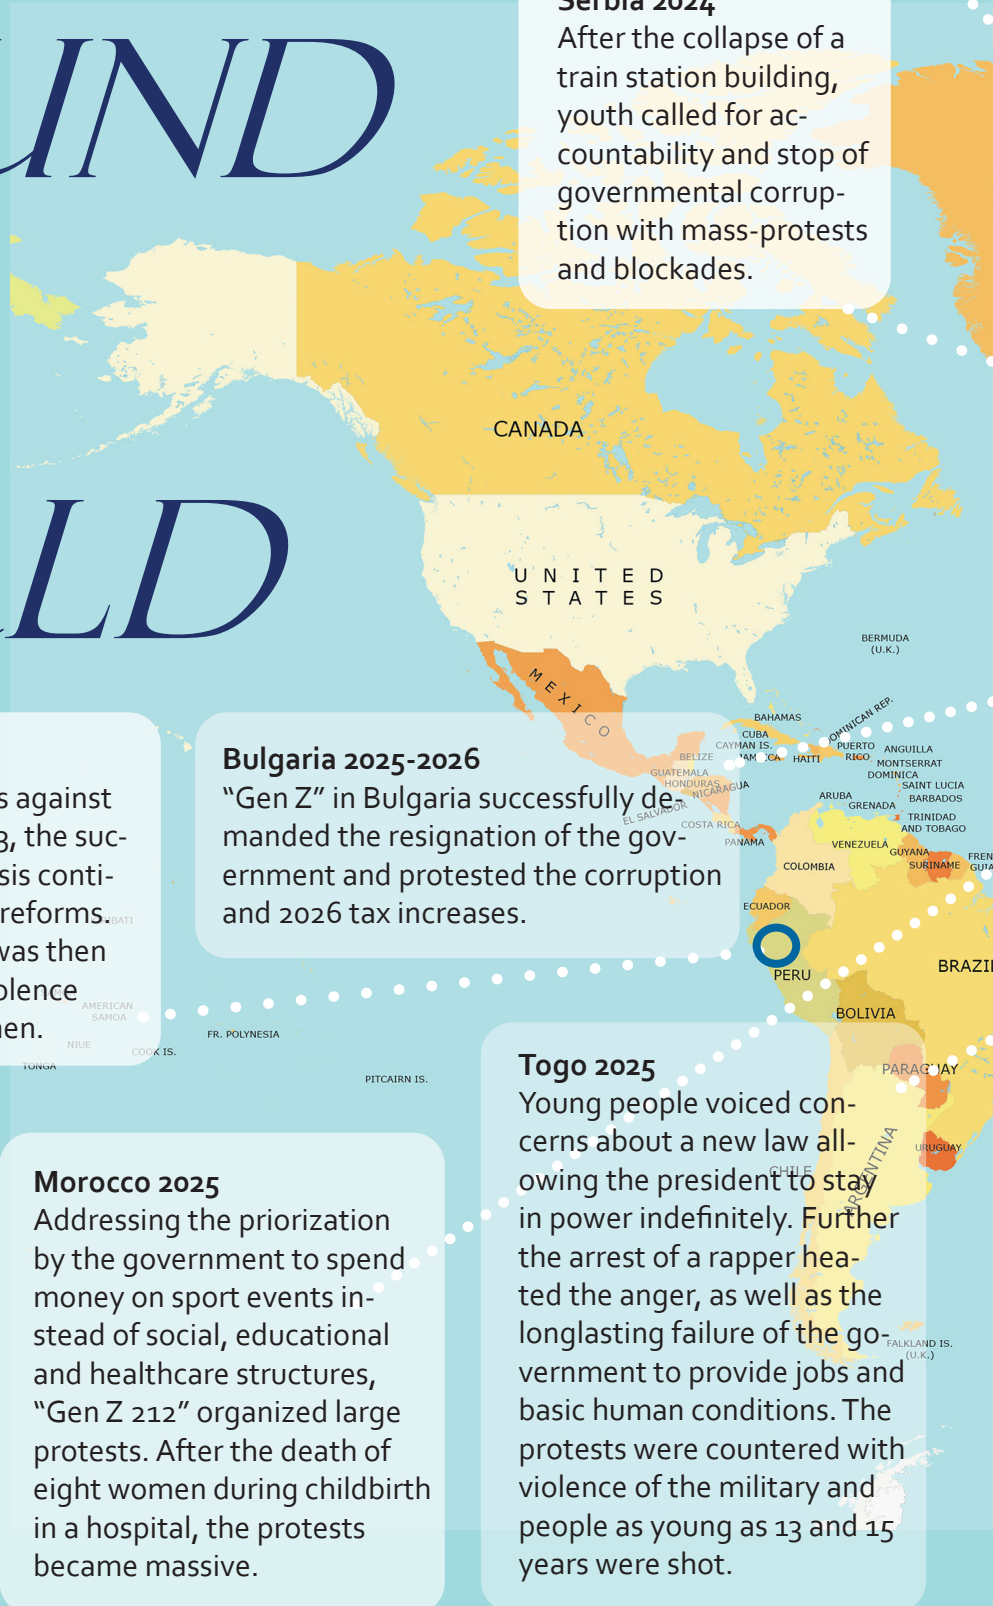 Serbia 2024
After the collapse of a
train station building,
youth called for ac-
countability and stop of
governmental corrup-
tion with mass-protests
and blockades.
UND
LD
CANADA
UNITED
STATES
MEXICO
BERMUDA
(U.K.)
BAHAMAS
CUBA
CAYMAN IS.
JAMAICA
HAITI
DOMINICAN REP.
PUERTO
RICO
ANGUILLA
MONTSERRAT
DOMINICA
SAINT LUCIA
BARBADOS
ARUBA
GRENADA
TRINIDAD
AND TOBAGO
BELIZE
GUATEMALA
HONDURAS
NICARAGUA
EL SALVADOR
COSTA RICA
PANAMA
VENEZUELA
GUYANA
SURINAME
FREN
GUIA
COLOMBIA
ECUADOR
PERU
BRAZI
BOLIVIA
PARAGUAY
URUGUAY
CHILE
ARGENTINA
FALKLAND IS.
(U.K.)
s against
3, the suc-
sis conti-
reforms.
was then
olence
en.
AMERICAN
SAMOA
NIUE
COOK IS.
TONGA
FR. POLYNESIA
PITCAIRN IS.
Bulgaria 2025-2026
“Gen Z” in Bulgaria successfully de-
manded the resignation of the gov-
ernment and protested the corruption
and 2026 tax increases.
Morocco 2025
Addressing the priorization
by the government to spend
money on sport events in-
stead of social, educational
and healthcare structures,
“Gen Z 212” organized large
protests. After the death of
eight women during childbirth
in a hospital, the protests
became massive.
Togo 2025
Young people voiced con-
cerns about a new law all-
owing the president to stay
in power indefinitely. Further
the arrest of a rapper hea-
ted the anger, as well as the
longlasting failure of the go-
vernment to provide jobs and
basic human conditions. The
protests were countered with
violence of the military and
people as young as 13 and 15
years were shot.